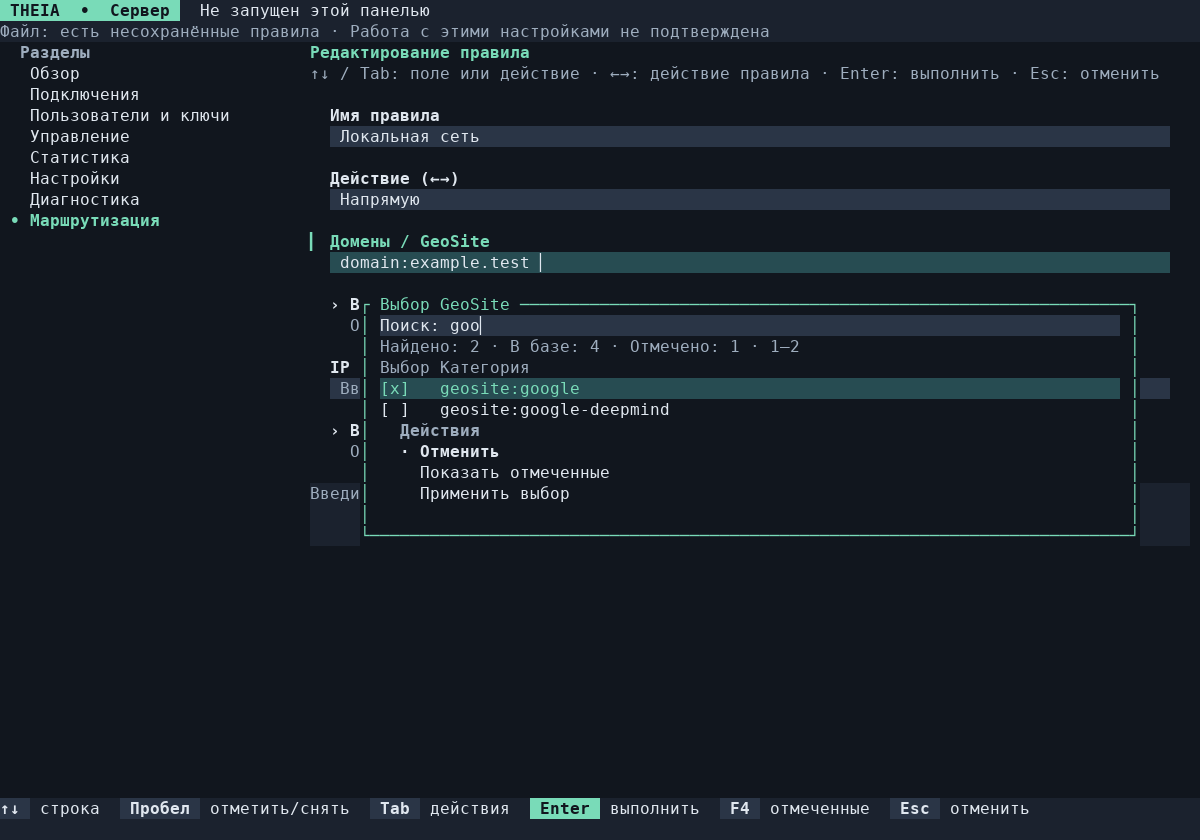 THEIA • Сервер Не запущен этой панелью
Файл: есть несохранённые правила · Работа с этими настройками не подтверждена
Разделы
Обзор
Подключения
Пользователи и ключи
Управление
Статистика
Настройки
Диагностика
• Маршрутизация
Редактирование правила
↑↓ / Tab: поле или действие · ←→: действие правила · Enter: выполнить · Esc: отменить
Имя правила
Локальная сеть
Действие (←→)
Напрямую
Домены / GeoSite
domain:example.test
› В
О
IP
Вв
› В
О
Введи
Выбор GeoSite
Поиск: goo
Найдено: 2 · В базе: 4 · Отмечено: 1 · 1–2
Выбор Категория
[x] geosite:google
[ ] geosite:google-deepmind
Действия
· Отменить
Показать отмеченные
Применить выбор
↑↓ строка Пробел отметить/снять Tab действия Enter выполнить F4 отмеченные Esc отменить